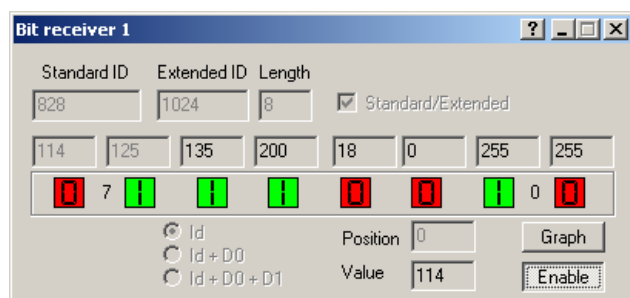 Bit receiver 1
Standard ID Extended ID Length
828 1024 8 Standard/Extended
114 125 135 200 18 0 255 255
0 7 1 1 1 0 0 1 0 0
Id Position 0 Graph
Id + D0
Id + D0 + D1 Value 114 Enable